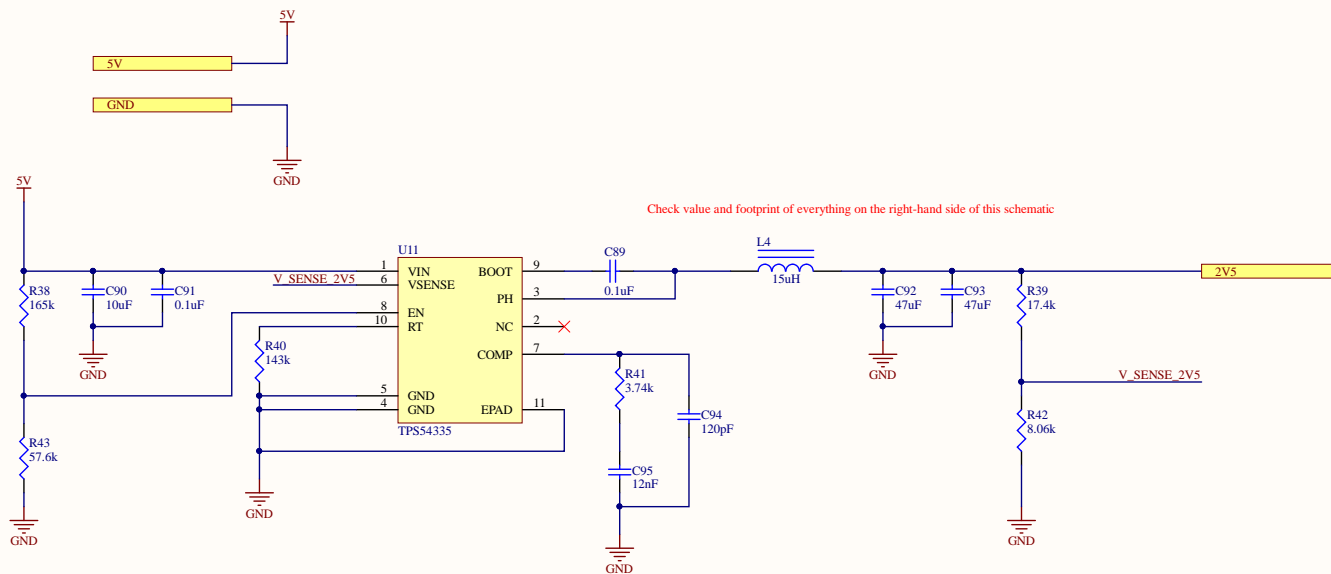 5V
5V
GND
GND
5V
Check value and footprint of everything on the right-hand side of this schematic
U11
C89
0.1uF
L4
15uH
1 VIN BOOT 9
V_SENSE_2V5 6 VSENSE
PH 3
8 EN
10 RT NC 2
COMP 7
5 GND
4 GND EPAD 11
TPS54335
2V5
R38
165k
C90
10uF
C91
0.1uF
GND
R40
143k
R43
57.6k
GND
GND
R41
3.74k
C94
120pF
C95
12nF
GND
C92
47uF
C93
47uF
GND
R39
17.4k
V_SENSE_2V5
R42
8.06k
GND